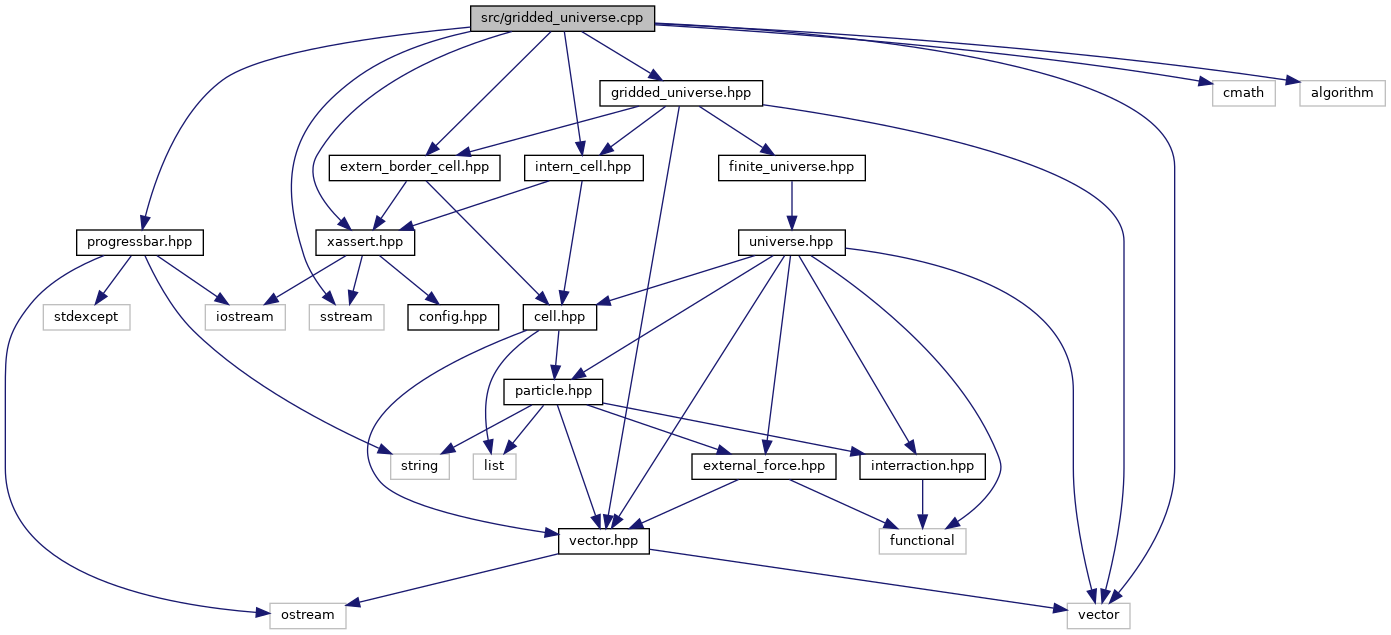 src/gridded_universe.cpp
gridded_universe.hpp
cmath
algorithm
extern_border_cell.hpp
intern_cell.hpp
finite_universe.hpp
progressbar.hpp
xassert.hpp
universe.hpp
stdexcept
iostream
sstream
config.hpp
cell.hpp
particle.hpp
string
list
external_force.hpp
interraction.hpp
vector.hpp
functional
ostream
vector